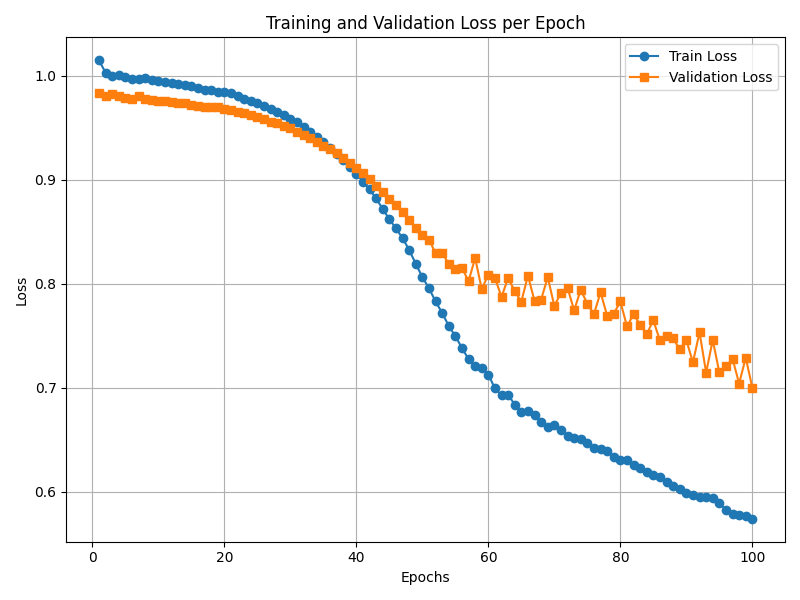 Training and Validation Loss per Epoch
Train Loss
Validation Loss
1.0
0.9
0.8
0.7
0.6
Loss
0 20 40 60 80 100
Epochs